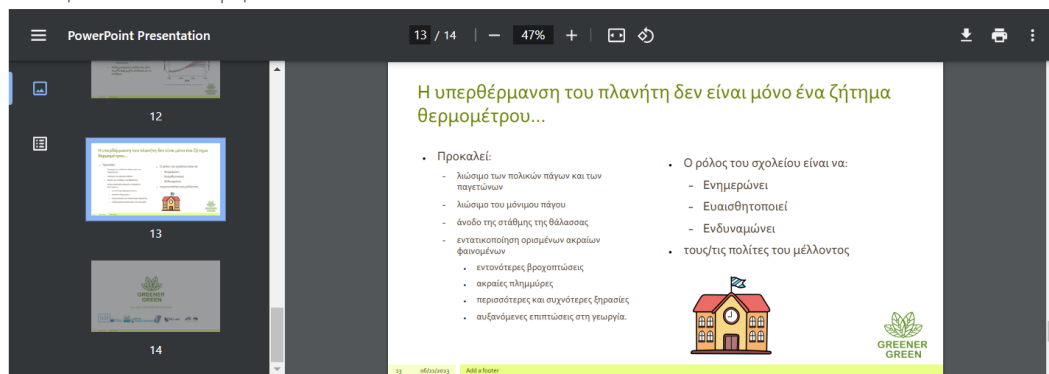 PowerPoint Presentation
13 / 14
47%
12
13
GREENER
GREEN
14
Η υπερθέρμανση του πλανήτη δεν είναι μόνο ένα ζήτημα
θερμομέτρου...
• Προκαλεί:
- λιώσιμο των πολικών πάγων και των
παγετώνων
- λιώσιμο του μόνιμου πάγου
- άνοδο της στάθμης της θάλασσας
- εντατικοποίηση ορισμένων ακραίων
φαινομένων
• εντονότερες βροχοπτώσεις
• ακραίες πλημμύρες
• περισσότερες και συχνότερες ξηρασίες
• αυξανόμενες επιπτώσεις στη γεωργία.
• Ο ρόλος του σχολείου είναι να:
- Ενημερώνει
- Ευαισθητοποιεί
- Ενδυναμώνει
• τους/τις πολίτες του μέλλοντος
GREENER
GREEN
13
Add a footer